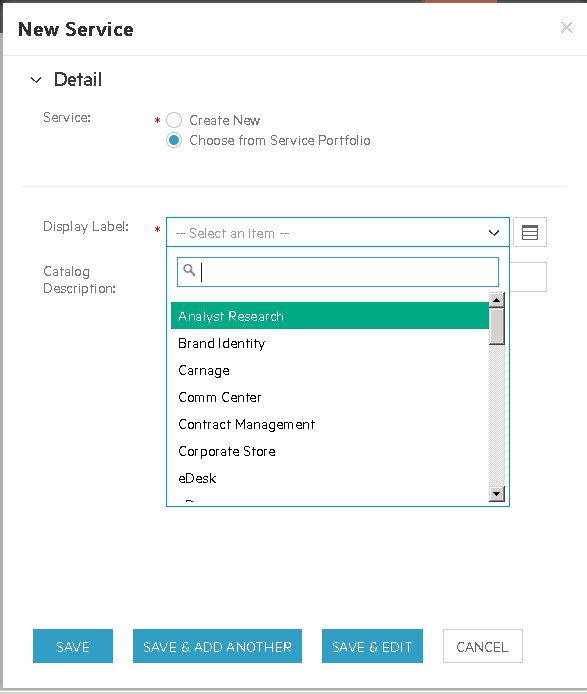 New Service
Detail
Service:
* Create New
Choose from Service Portfolio
Display Label:
* -- Select an item --
Catalog
Description:
Analyst Research
Brand Identity
Carnage
Comm Center
Contract Management
Corporate Store
eDesk
SAVE
SAVE & ADD ANOTHER
SAVE & EDIT
CANCEL